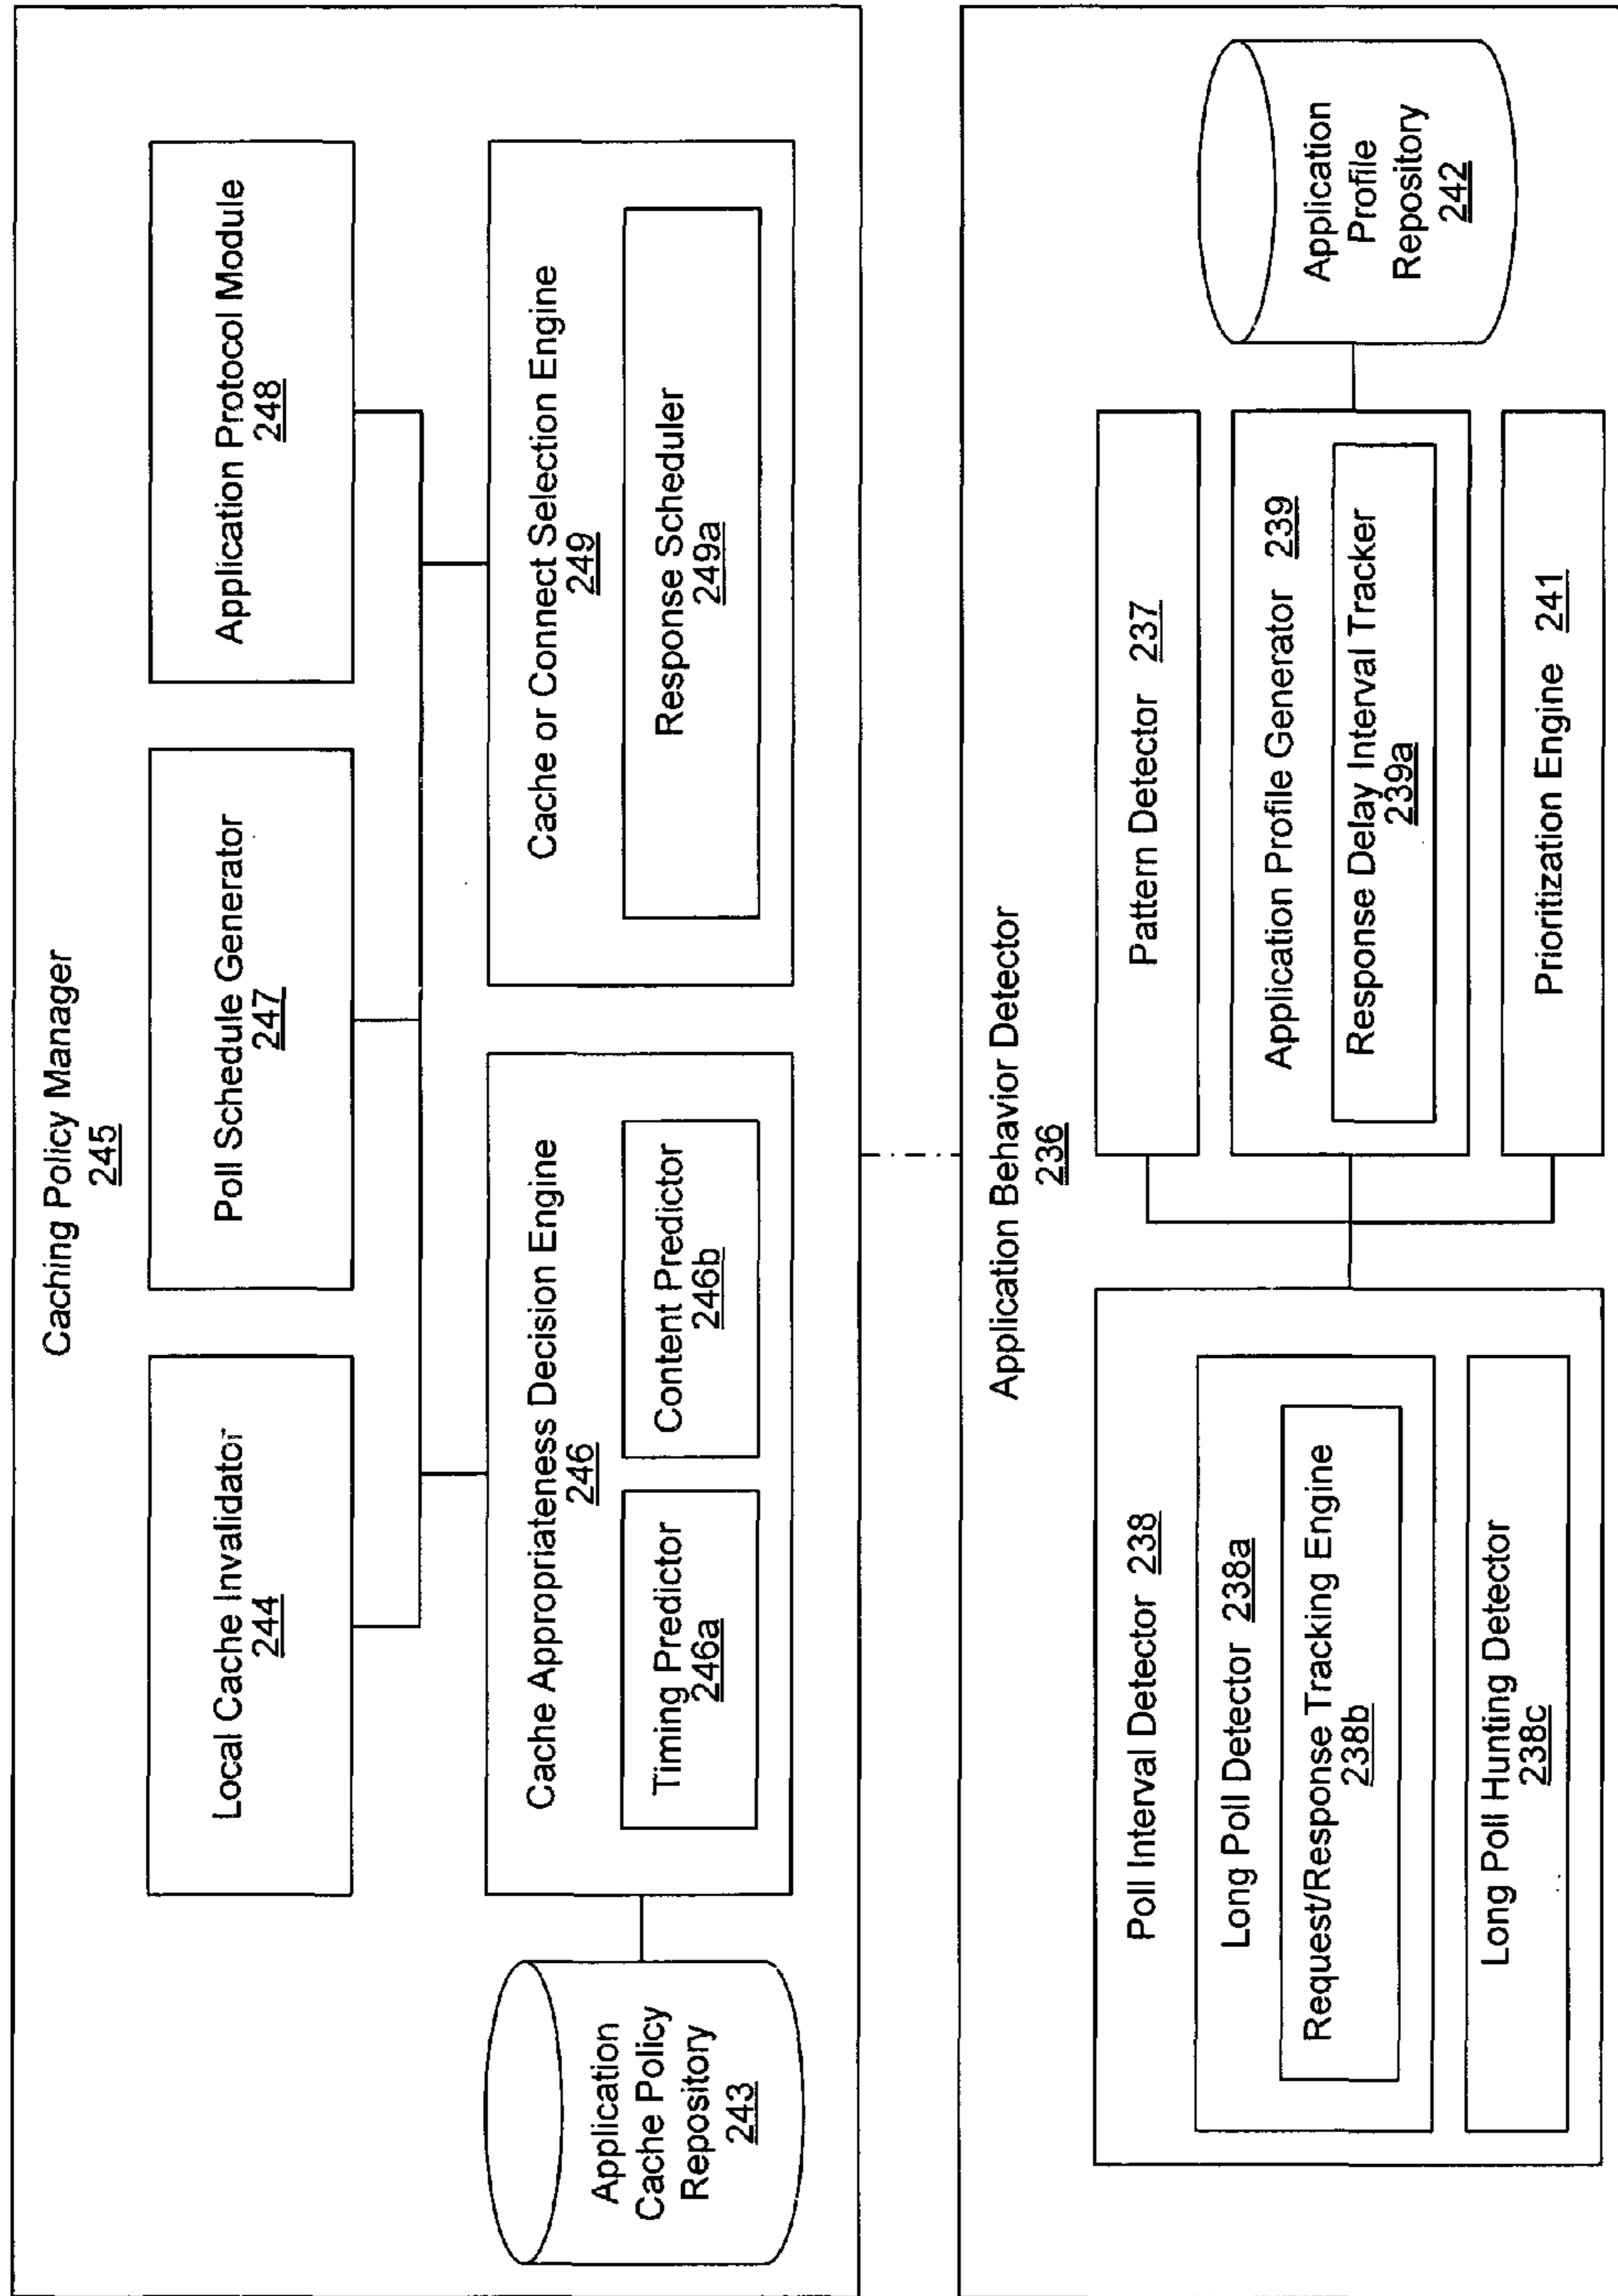 Caching Policy Manager
245
Local Cache Invalidator
244
Poll Schedule Generator
247
Application Protocol Module
248
Application
Cache Policy
Repository
243
Cache Appropriateness Decision Engine
246
Timing Predictor
246a
Content Predictor
246b
Cache or Connect Selection Engine
249
Response Scheduler
249a
Application Behavior Detector
236
Poll Interval Detector 238
Long Poll Detector 238a
Request/Response Tracking Engine
238b
Long Poll Hunting Detector
238c
Pattern Detector 237
Application Profile Generator 239
Response Delay Interval Tracker
239a
Prioritization Engine 241
Application
Profile
Repository
242